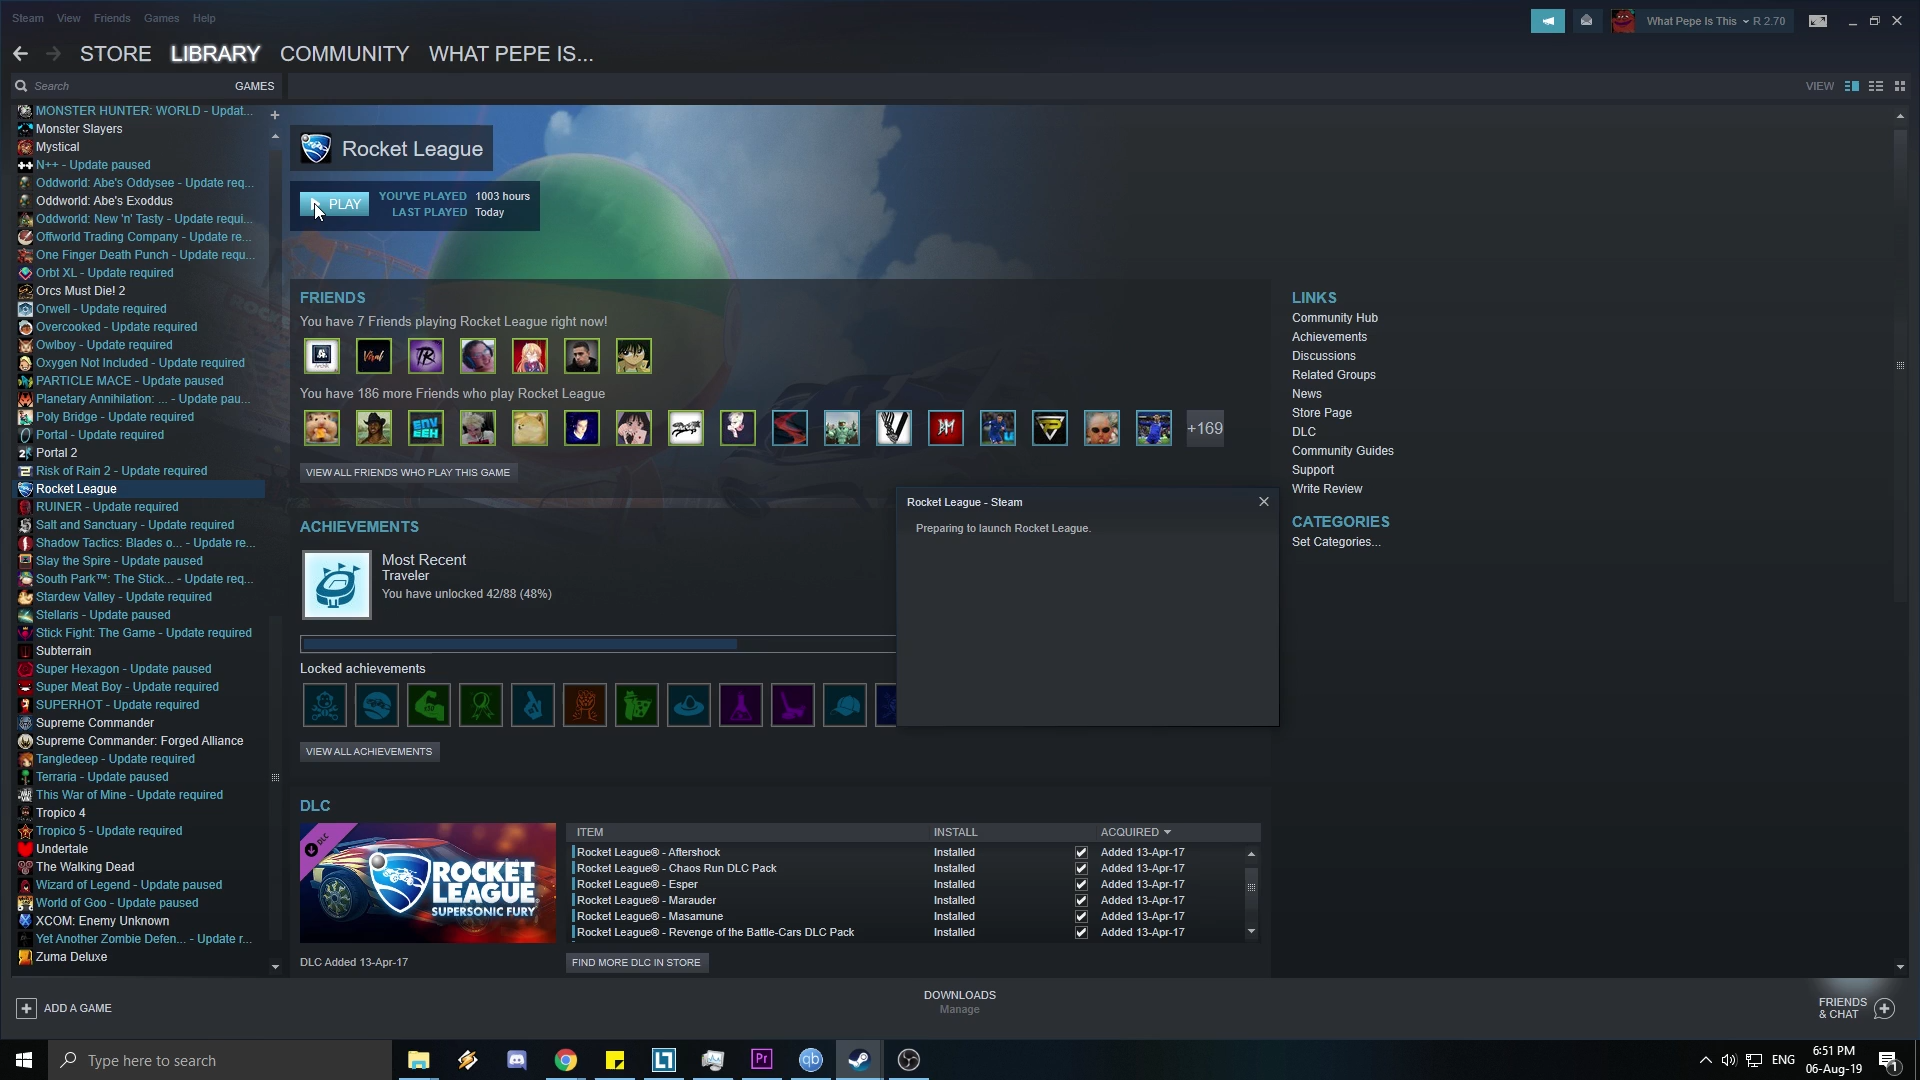 Steam View Friends Games Help
What Pepe Is This R 2.70
STORE LIBRARY COMMUNITY WHAT PEPE IS...
Search
GAMES
VIEW
MONSTER HUNTER: WORLD - Updat...
Monster Slayers
Mystical
N++ - Update paused
Oddworld: Abe's Oddysee - Update req...
Oddworld: Abe's Exoddus
Oddworld: New 'n' Tasty - Update requi...
Offworld Trading Company - Update re...
One Finger Death Punch - Update requ...
Orbt XL - Update required
Orcs Must Die! 2
Orwell - Update required
Overcooked - Update required
Owlboy - Update required
Oxygen Not Included - Update required
PARTICLE MACE - Update paused
Planetary Annihilation: ... - Update pau...
Poly Bridge - Update required
Portal - Update required
Portal 2
Risk of Rain 2 - Update required
Rocket League
RUINER - Update required
Salt and Sanctuary - Update required
Shadow Tactics: Blades o... - Update re...
Slay the Spire - Update paused
South Park™: The Stick... - Update req...
Stardew Valley - Update required
Stellaris - Update paused
Stick Fight: The Game - Update required
Subterrain
Super Hexagon - Update paused
Super Meat Boy - Update required
SUPERHOT - Update required
Supreme Commander
Supreme Commander: Forged Alliance
Tangledeep - Update required
Terraria - Update paused
This War of Mine - Update required
Tropico 4
Tropico 5 - Update required
Undertale
The Walking Dead
Wizard of Legend - Update paused
World of Goo - Update paused
XCOM: Enemy Unknown
Yet Another Zombie Defen... - Update r...
Zuma Deluxe
Rocket League
PLAY
YOU'VE PLAYED 1003 hours
LAST PLAYED Today
FRIENDS
You have 7 Friends playing Rocket League right now!
Viral
TR
You have 186 more Friends who play Rocket League
+169
VIEW ALL FRIENDS WHO PLAY THIS GAME
ACHIEVEMENTS
Most Recent
Traveler
You have unlocked 42/88 (48%)
Locked achievements
VIEW ALL ACHIEVEMENTS
Rocket League - Steam
Preparing to launch Rocket League.
LINKS
Community Hub
Achievements
Discussions
Related Groups
News
Store Page
DLC
Community Guides
Support
Write Review
CATEGORIES
Set Categories...
DLC
DLC
ROCKET
LEAGUE
SUPERSONIC FURY
DLC Added 13-Apr-17
ITEM INSTALL ACQUIRED
Rocket League® - Aftershock Installed Added 13-Apr-17
Rocket League® - Chaos Run DLC Pack Installed Added 13-Apr-17
Rocket League® - Esper Installed Added 13-Apr-17
Rocket League® - Marauder Installed Added 13-Apr-17
Rocket League® - Masamune Installed Added 13-Apr-17
Rocket League® - Revenge of the Battle-Cars DLC Pack Installed Added 13-Apr-17
FIND MORE DLC IN STORE
ADD A GAME
DOWNLOADS
Manage
FRIENDS
& CHAT
Type here to search
Pr
qb
ENG
6:51 PM
06-Aug-19
1